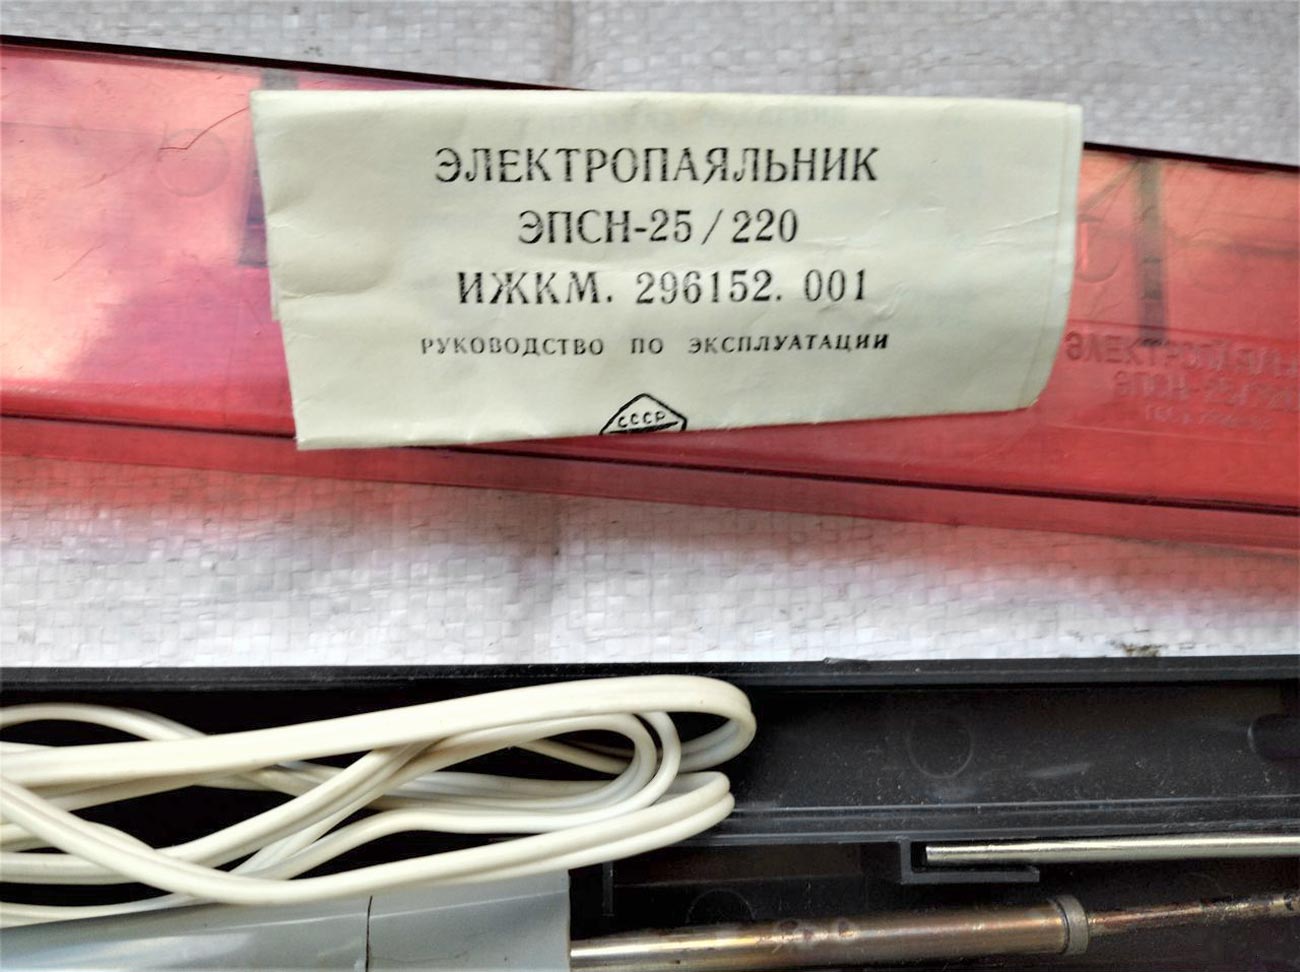 ЭЛЕКТРОПАЯЛЬНИК
ЭПСН-25/220
ИЖКМ. 296152. 001
РУКОВОДСТВО ПО ЭКСПЛУАТАЦИИ
СССР